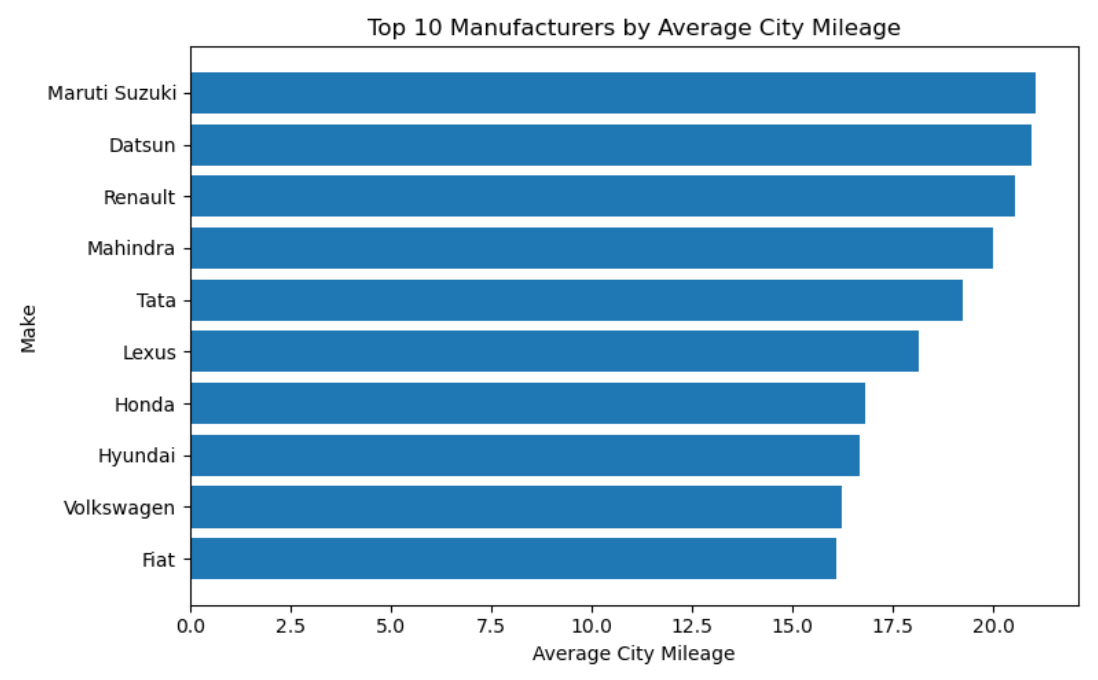 Top 10 Manufacturers by Average City Mileage
Maruti Suzuki
Datsun
Renault
Mahindra
Tata
Lexus
Honda
Hyundai
Volkswagen
Fiat
Make
0.0 2.5 5.0 7.5 10.0 12.5 15.0 17.5 20.0
Average City Mileage